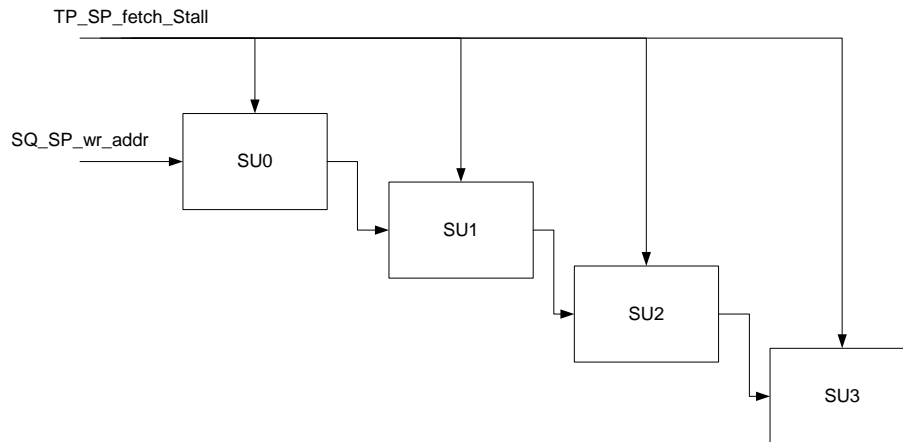 TP_SP_fetch_Stall
SQ_SP_wr_addr
SU0
SU1
SU2
SU3